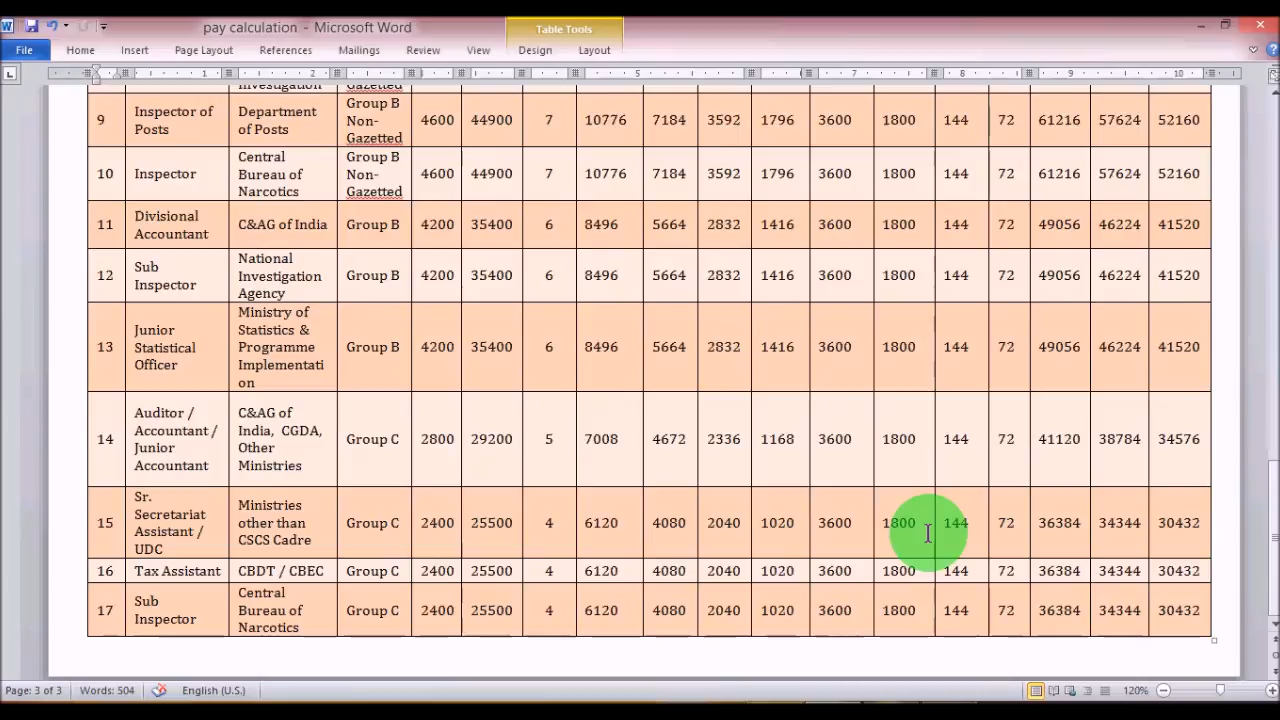 pay calculation - Microsoft Word
Table Tools
File Home Insert Page Layout References Mailings Review View Design Layout
1 2 5 7 8 9 10
Investigation Gazetted
9 Inspector of Posts Department of Posts Group B Non-Gazetted 4600 44900 7 10776 7184 3592 1796 3600 1800 144 72 61216 57624 52160
10 Inspector Central Bureau of Narcotics Group B Non-Gazetted 4600 44900 7 10776 7184 3592 1796 3600 1800 144 72 61216 57624 52160
11 Divisional Accountant C&AG of India Group B 4200 35400 6 8496 5664 2832 1416 3600 1800 144 72 49056 46224 41520
12 Sub Inspector National Investigation Agency Group B 4200 35400 6 8496 5664 2832 1416 3600 1800 144 72 49056 46224 41520
13 Junior Statistical Officer Ministry of Statistics & Programme Implementati on Group B 4200 35400 6 8496 5664 2832 1416 3600 1800 144 72 49056 46224 41520
14 Auditor / Accountant / Junior Accountant C&AG of India, CGDA, Other Ministries Group C 2800 29200 5 7008 4672 2336 1168 3600 1800 144 72 41120 38784 34576
15 Sr. Secretariat Assistant / UDC Ministries other than CSCS Cadre Group C 2400 25500 4 6120 4080 2040 1020 3600 1800 144 72 36384 34344 30432
16 Tax Assistant CBDT / CBEC Group C 2400 25500 4 6120 4080 2040 1020 3600 1800 144 72 36384 34344 30432
17 Sub Inspector Central Bureau of Narcotics Group C 2400 25500 4 6120 4080 2040 1020 3600 1800 144 72 36384 34344 30432
Page: 3 of 3 Words: 504 English (U.S.) 120%